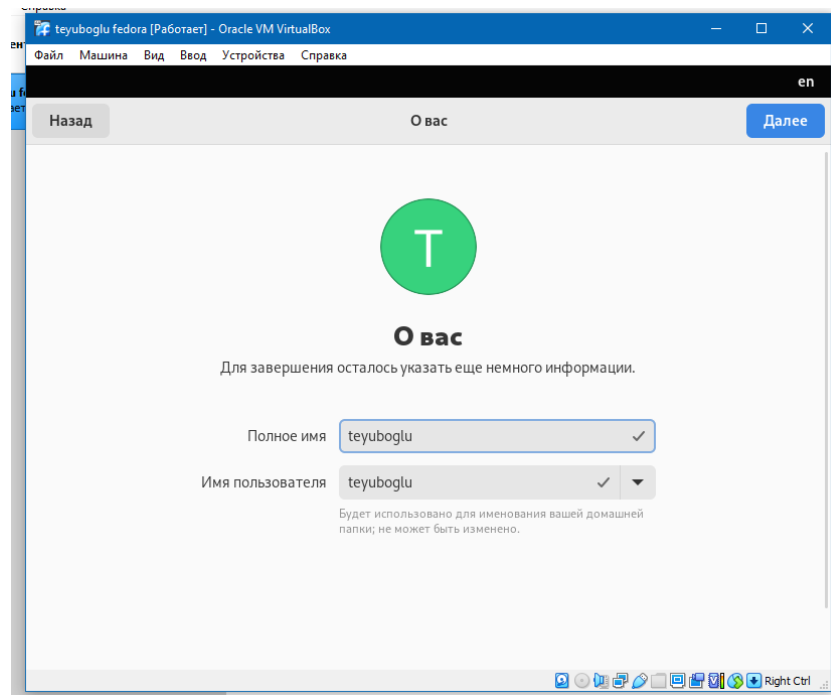 Справка
teyuboglu fedora [Работает] - Oracle VM VirtualBox
Файл Машина Вид Ввод Устройства Справка
en
Назад
О вас
Далее
T
О вас
Для завершения осталось указать еще немного информации.
Полное имя
teyuboglu
Имя пользователя
teyuboglu
Будет использовано для именования вашей домашней
папки; не может быть изменено.
Right Ctrl